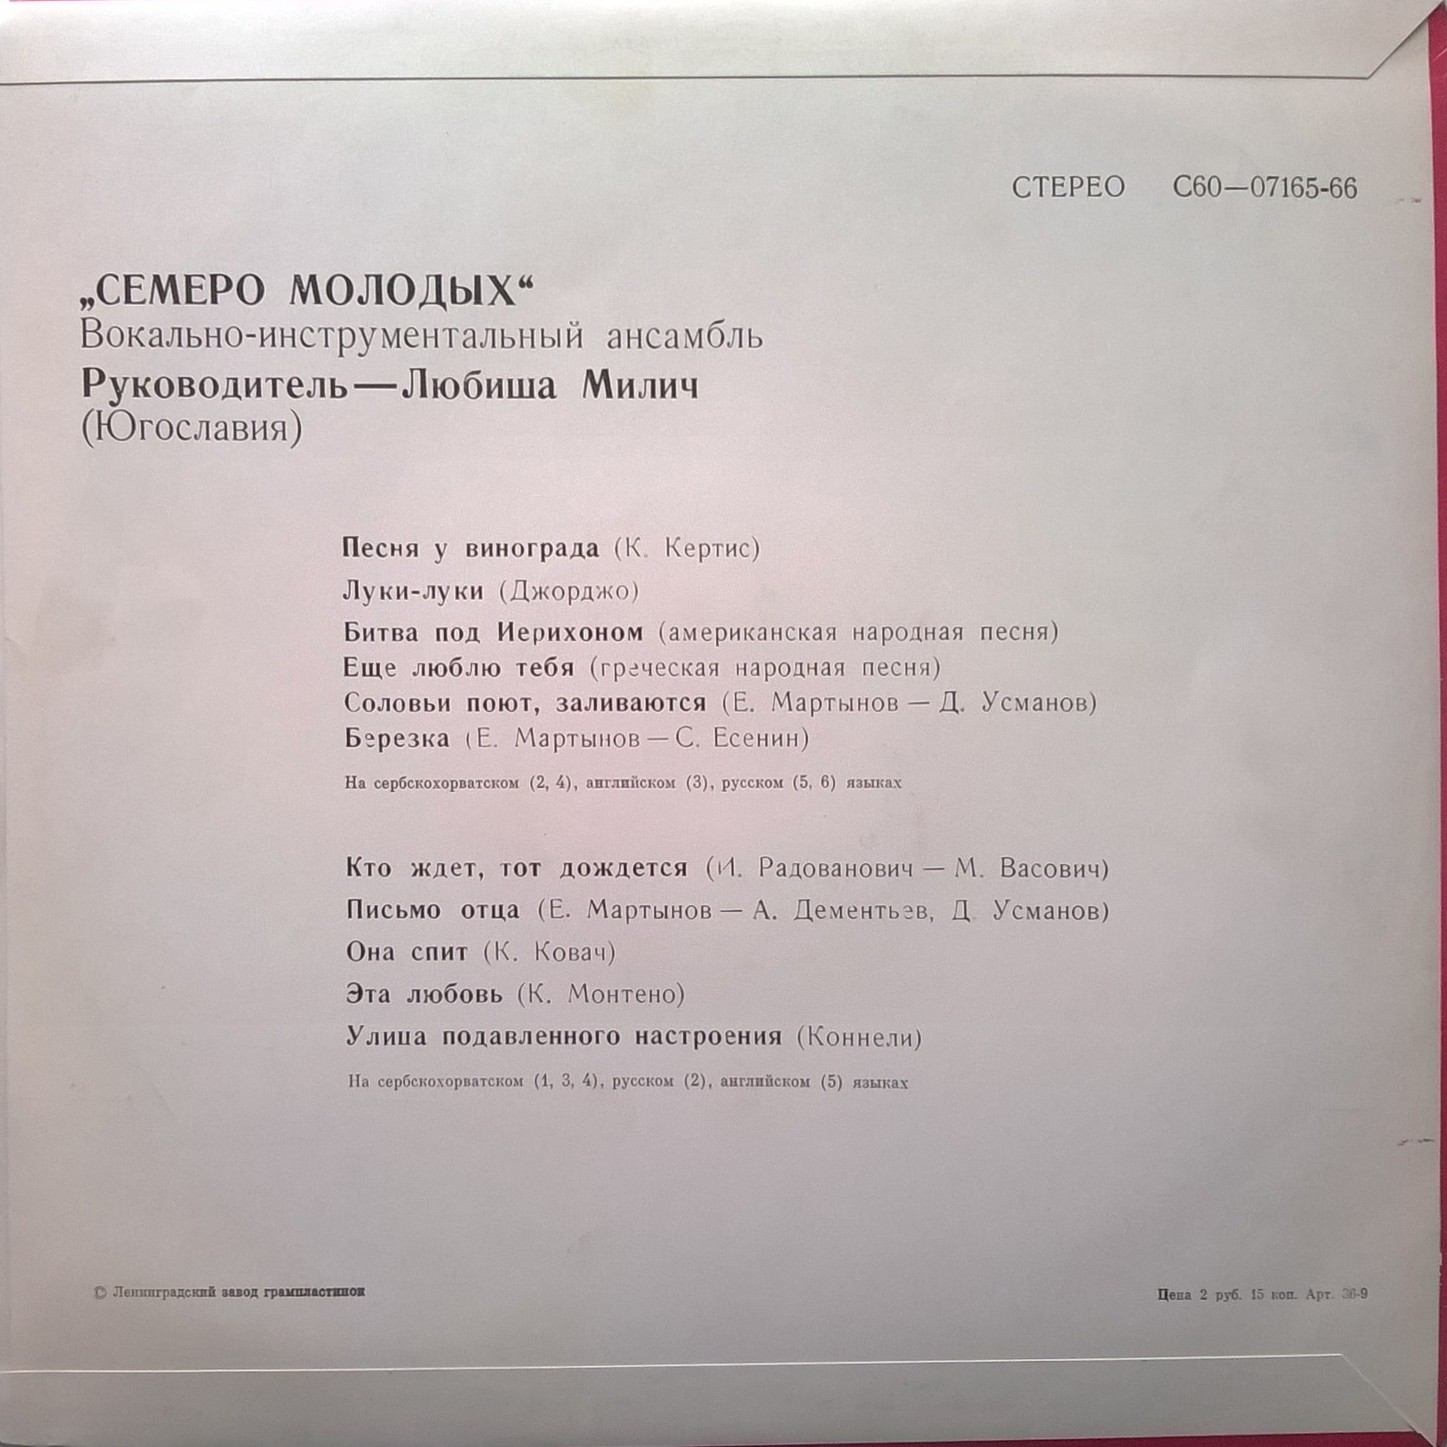 СТЕРЕО С60—07165-66
„СЕМЕРО МОЛОДЫХ“
Вокально-инструментальный ансамбль
Руководитель—Любиша Милич
(Югославия)
Песня у винограда (К. Кертис)
Луки-луки (Джорджо)
Битва под Иерихоном (американская народная песня)
Еще люблю тебя (греческая народная песня)
Соловьи поют, заливаются (Е. Мартынов — Д. Усманов)
Березка (Е. Мартынов — С. Есенин)
На сербскохорватском (2, 4), английском (3), русском (5, 6) языках
Кто ждет, тот дождется (И. Радованович — М. Васович)
Письмо отца (Е. Мартынов — А. Дементьев, Д. Усманов)
Она спит (К. Ковач)
Эта любовь (К. Монтено)
Улица подавленного настроения (Коннели)
На сербскохорватском (1, 3, 4), русском (2), английском (5) языках
© Ленинградский завод грампластинок
Цена 2 руб. 15 коп. Арт. 36-9